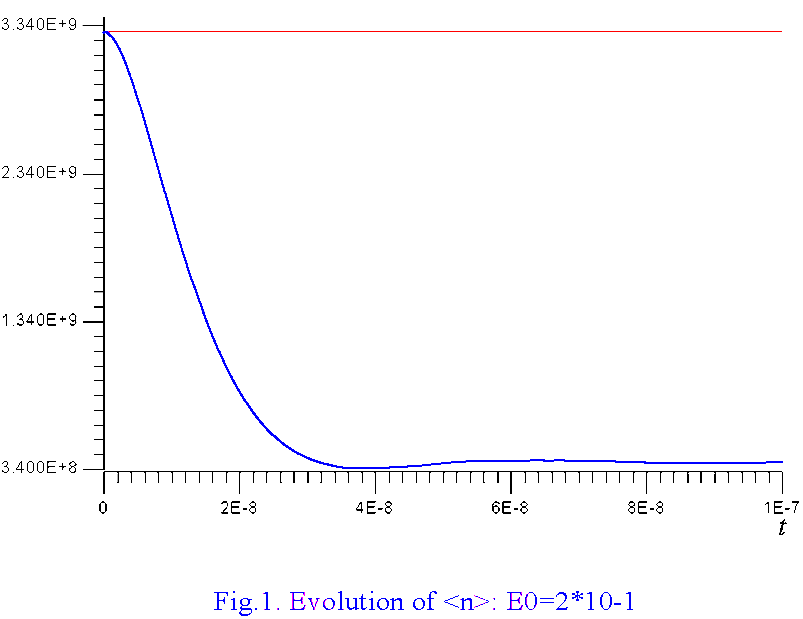 3.340E+9
2.340E+9
1.340E+9
3.400E+8
0 2E-8 4E-8 6E-8 8E-8 1E-7
t
Fig.1. Evolution of <n>: E0=2*10-1